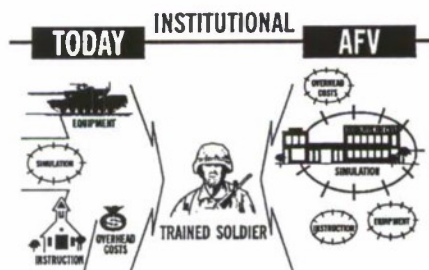 INSTITUTIONAL
TODAY
AFV
EQUIPMENT
SIMULATION
INSTRUCTION
OVERHEAD
COSTS
TRAINED SOLDIER
OVERHEAD
COSTS
SIMULATION
INSTRUCTION
EQUIPMENT